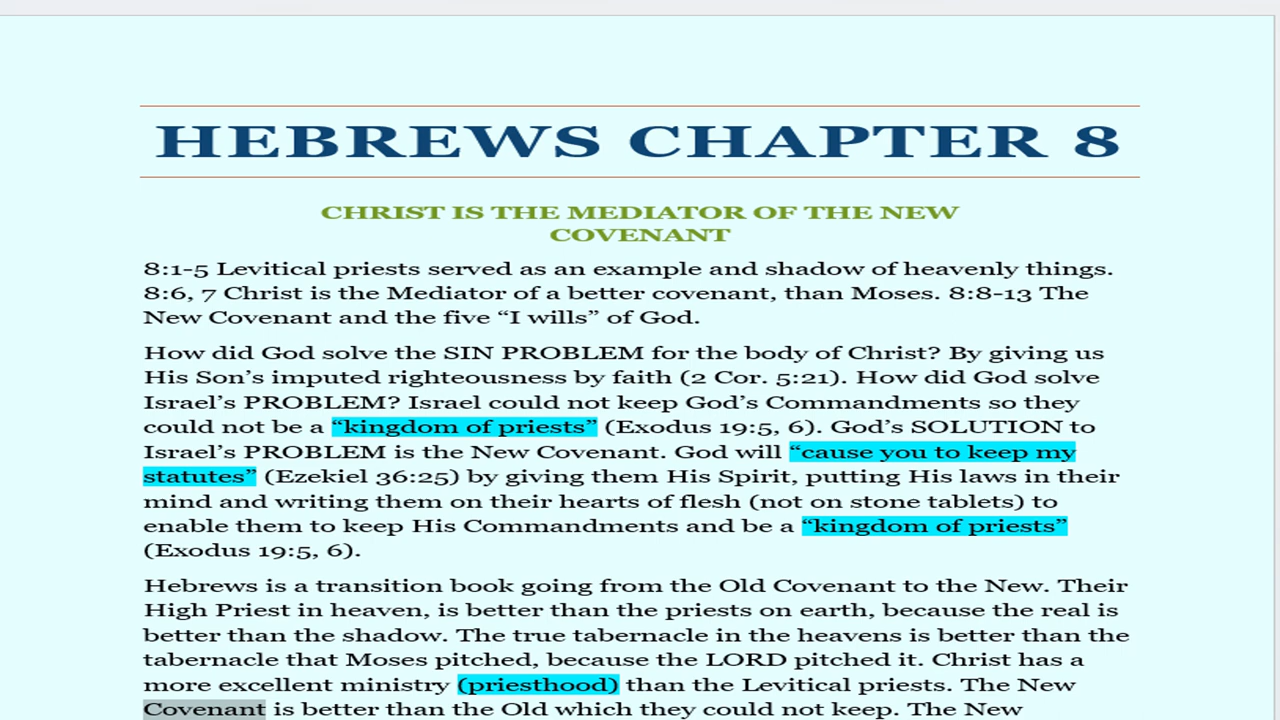 HEBREWS CHAPTER 8
CHRIST IS THE MEDIATOR OF THE NEW
COVENANT
8:1-5 Levitical priests served as an example and shadow of heavenly things.
8:6, 7 Christ is the Mediator of a better covenant, than Moses. 8:8-13 The
New Covenant and the five “I wills” of God.
How did God solve the SIN PROBLEM for the body of Christ? By giving us
His Son’s imputed righteousness by faith (2 Cor. 5:21). How did God solve
Israel’s PROBLEM? Israel could not keep God’s Commandments so they
could not be a “kingdom of priests” (Exodus 19:5, 6). God’s SOLUTION to
Israel’s PROBLEM is the New Covenant. God will “cause you to keep my
statutes” (Ezekiel 36:25) by giving them His Spirit, putting His laws in their
mind and writing them on their hearts of flesh (not on stone tablets) to
enable them to keep His Commandments and be a “kingdom of priests”
(Exodus 19:5, 6).
Hebrews is a transition book going from the Old Covenant to the New. Their
High Priest in heaven, is better than the priests on earth, because the real is
better than the shadow. The true tabernacle in the heavens is better than the
tabernacle that Moses pitched, because the LORD pitched it. Christ has a
more excellent ministry (priesthood) than the Levitical priests. The New
Covenant is better than the Old which they could not keep. The New